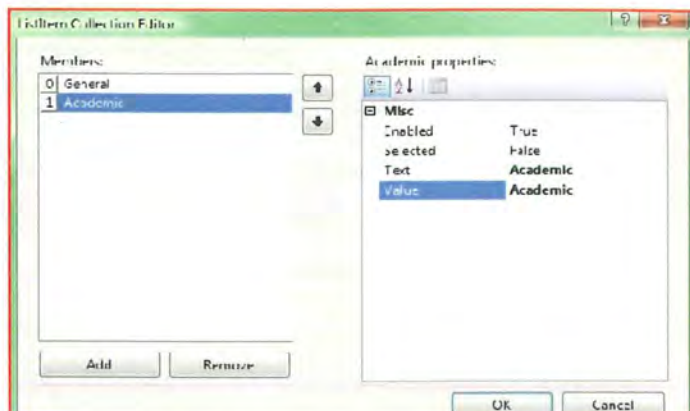 ListItem Collection Editor
Members:
0 General
1 Academic
Add
Remove
Academic properties:
Misc
Enabled True
Selected False
Text Academic
Value Academic
OK
Cancel